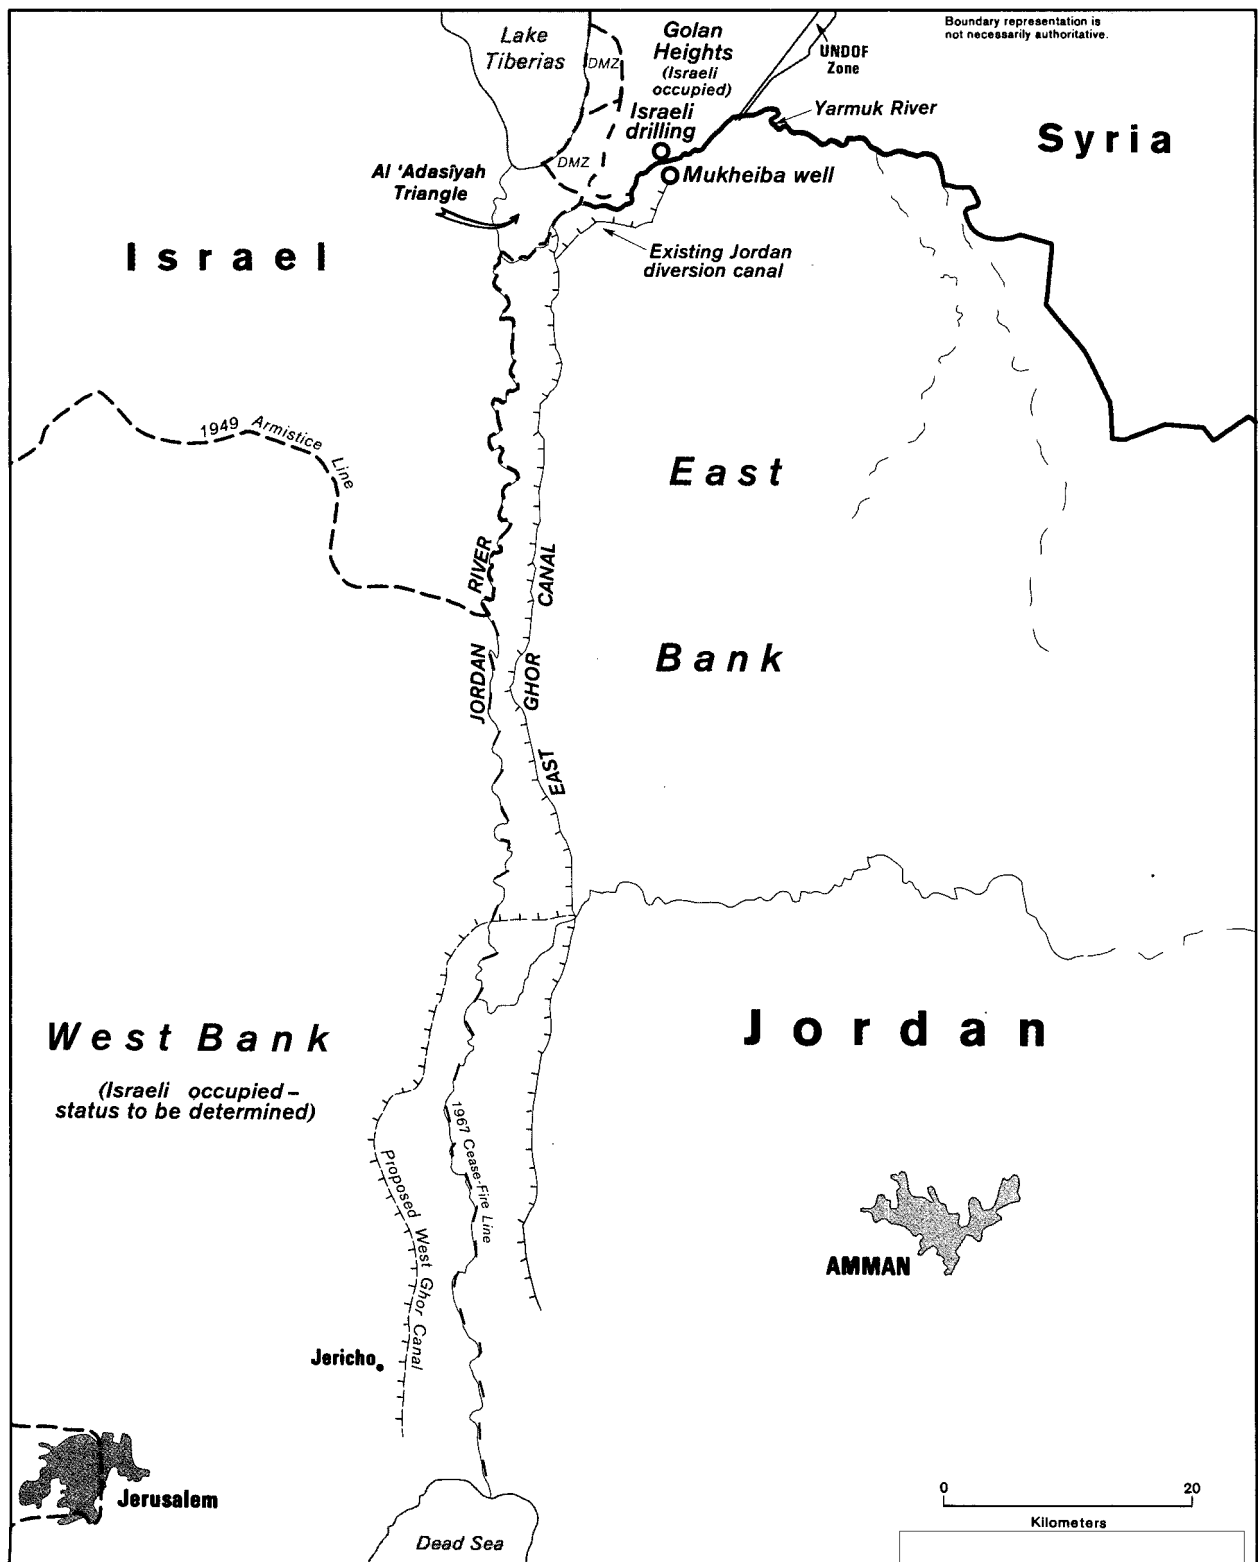 Boundary representation is
not necessarily authoritative.
Lake
Tiberias
DMZ
Golan
Heights
(Israeli
occupied)
UNDOF
Zone
Israeli
drilling
Yarmuk River
Syria
DMZ
Al 'Adasîyah
Triangle
Mukheiba well
Israel
Existing Jordan
diversion canal
1949 Armistice Line
East
Bank
JORDAN RIVER
EAST GHOR CANAL
West Bank
(Israeli occupied –
status to be determined)
Jordan
1967 Cease-Fire Line
Proposed West Ghor Canal
AMMAN
Jericho
Jerusalem
Dead Sea
0 20
Kilometers